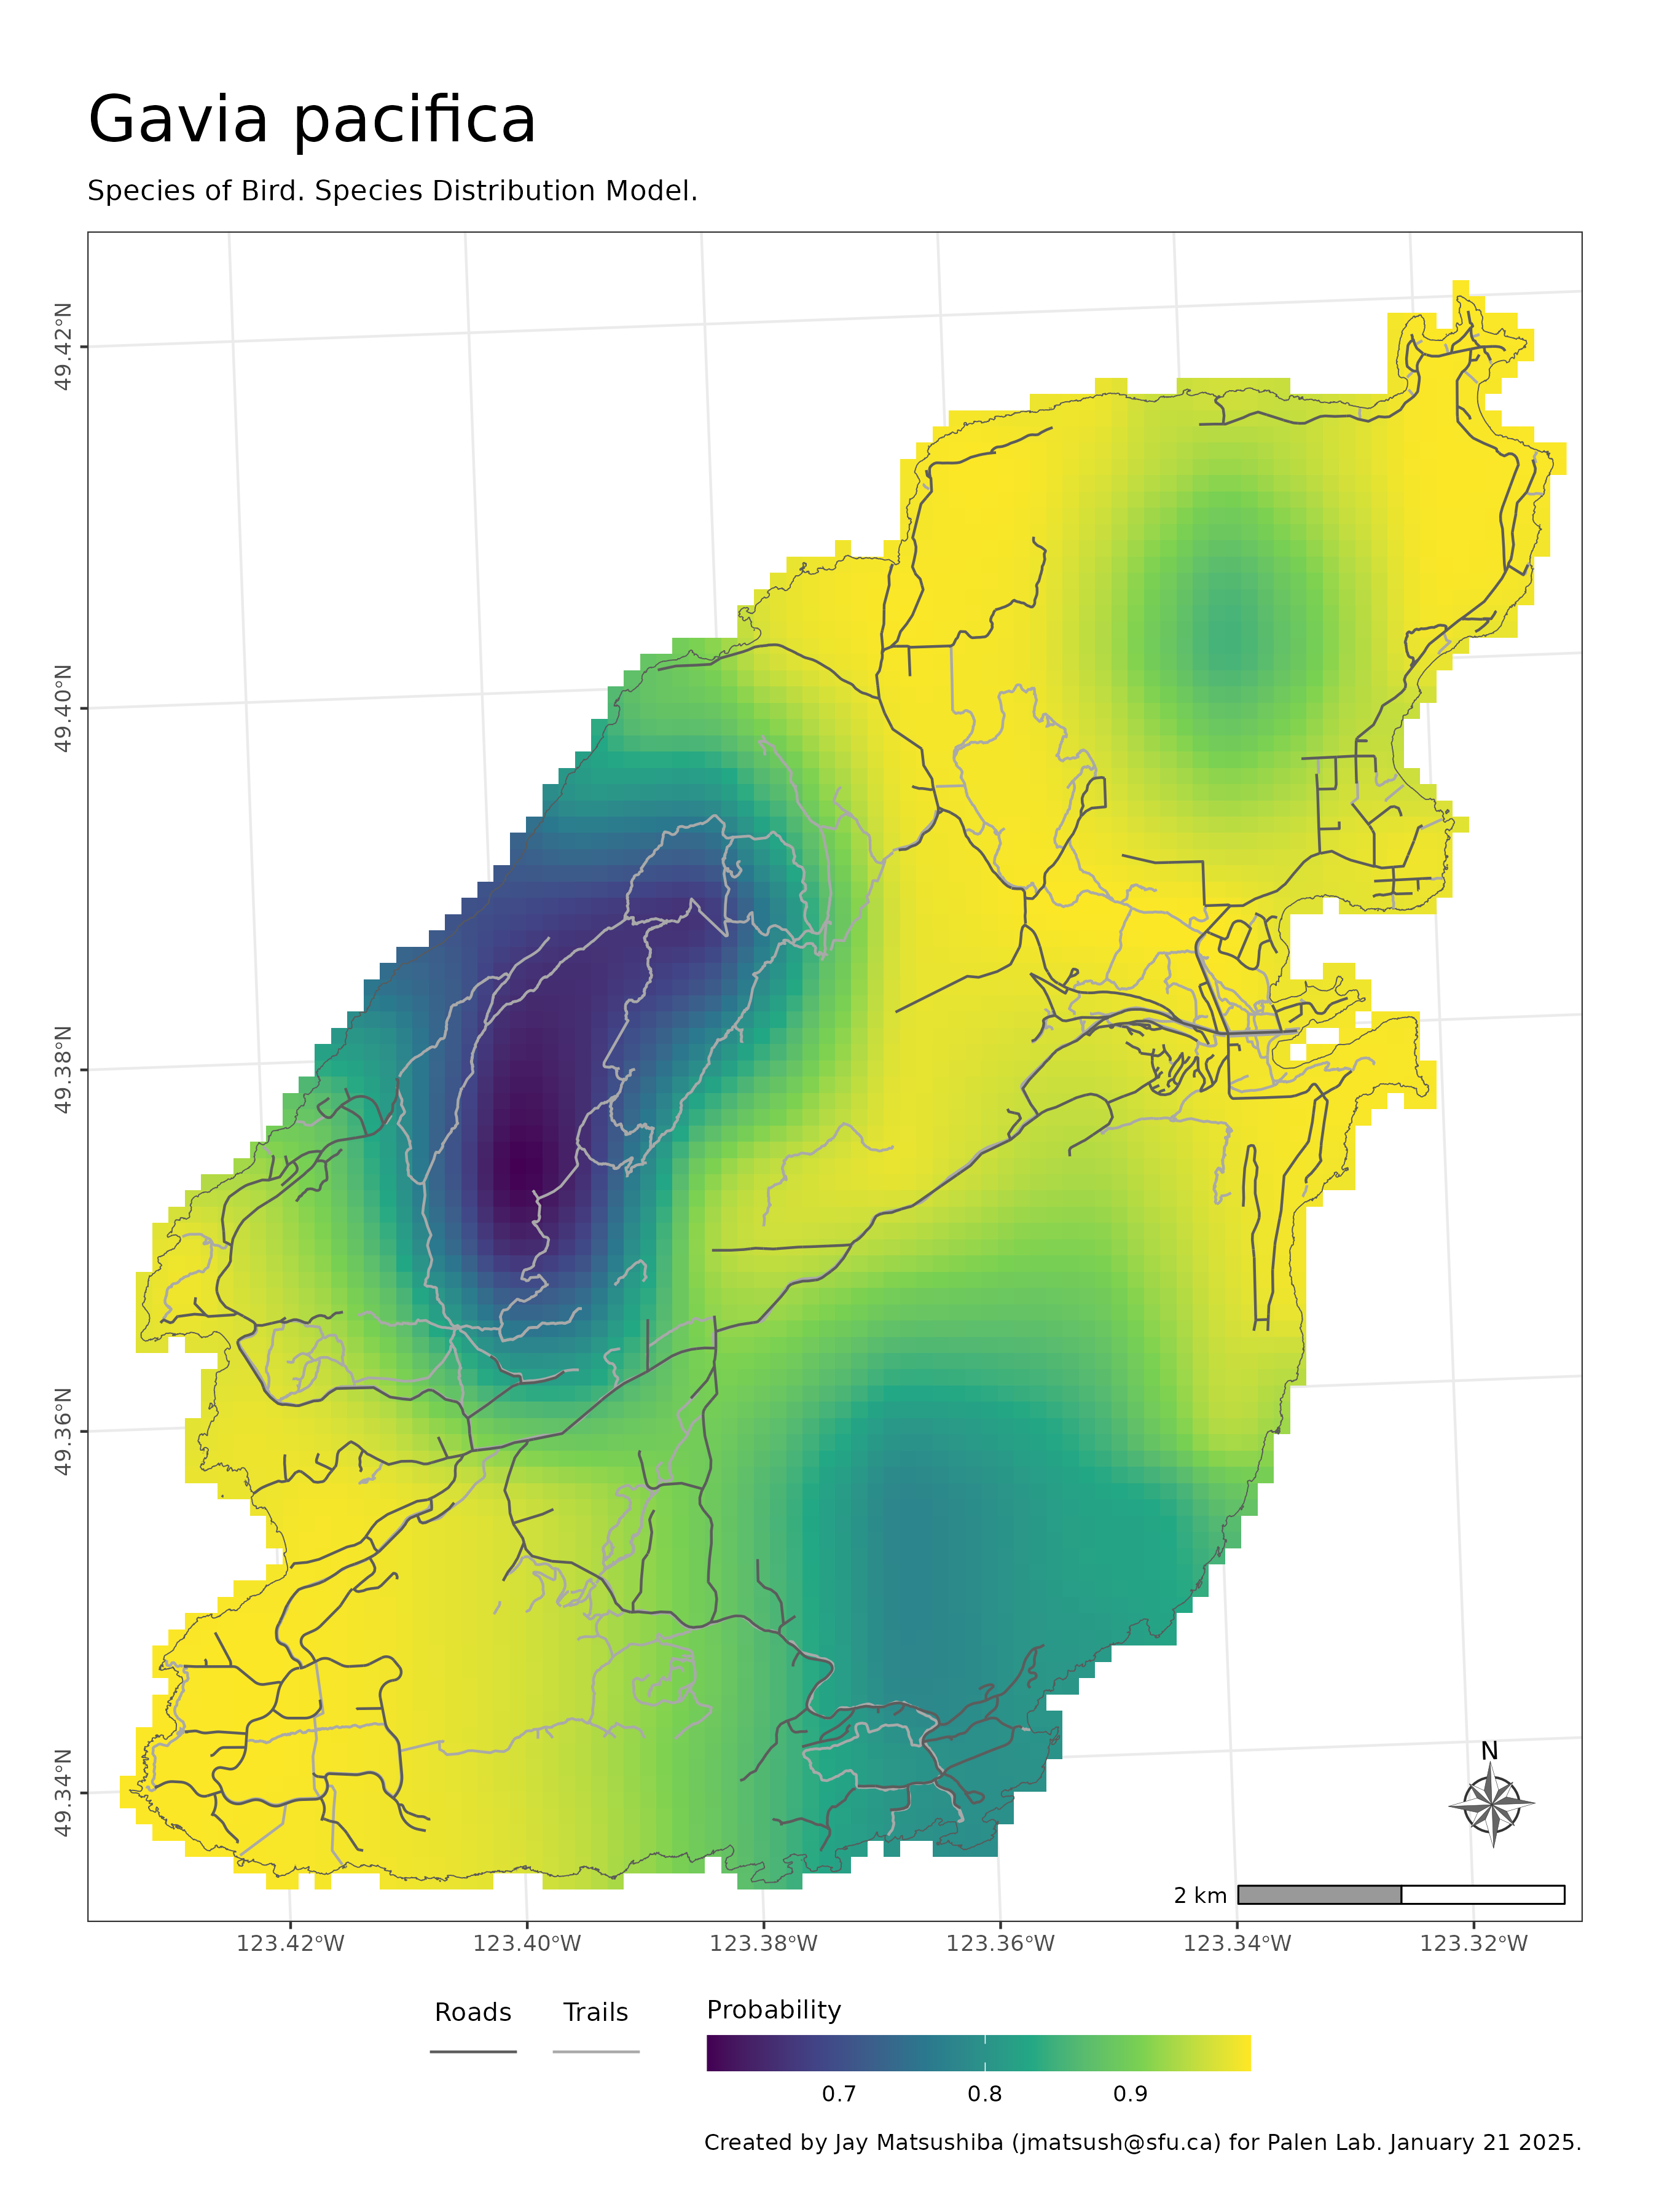 Gavia pacifica
Species of Bird. Species Distribution Model.
49.42°N
49.40°N
49.38°N
49.36°N
49.34°N
N
2 km
123.42°W 123.40°W 123.38°W 123.36°W 123.34°W 123.32°W
Roads Trails Probability
0.7 0.8 0.9
Created by Jay Matsushiba (jmatsush@sfu.ca) for Palen Lab. January 21 2025.